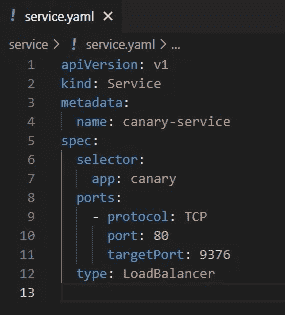 service.yaml ×
service > service.yaml > ...
1 apiVersion: v1
2 kind: Service
3 metadata:
4   name: canary-service
5 spec:
6   selector:
7     app: canary
8   ports:
9     - protocol: TCP
10       port: 80
11       targetPort: 9376
12   type: LoadBalancer
13